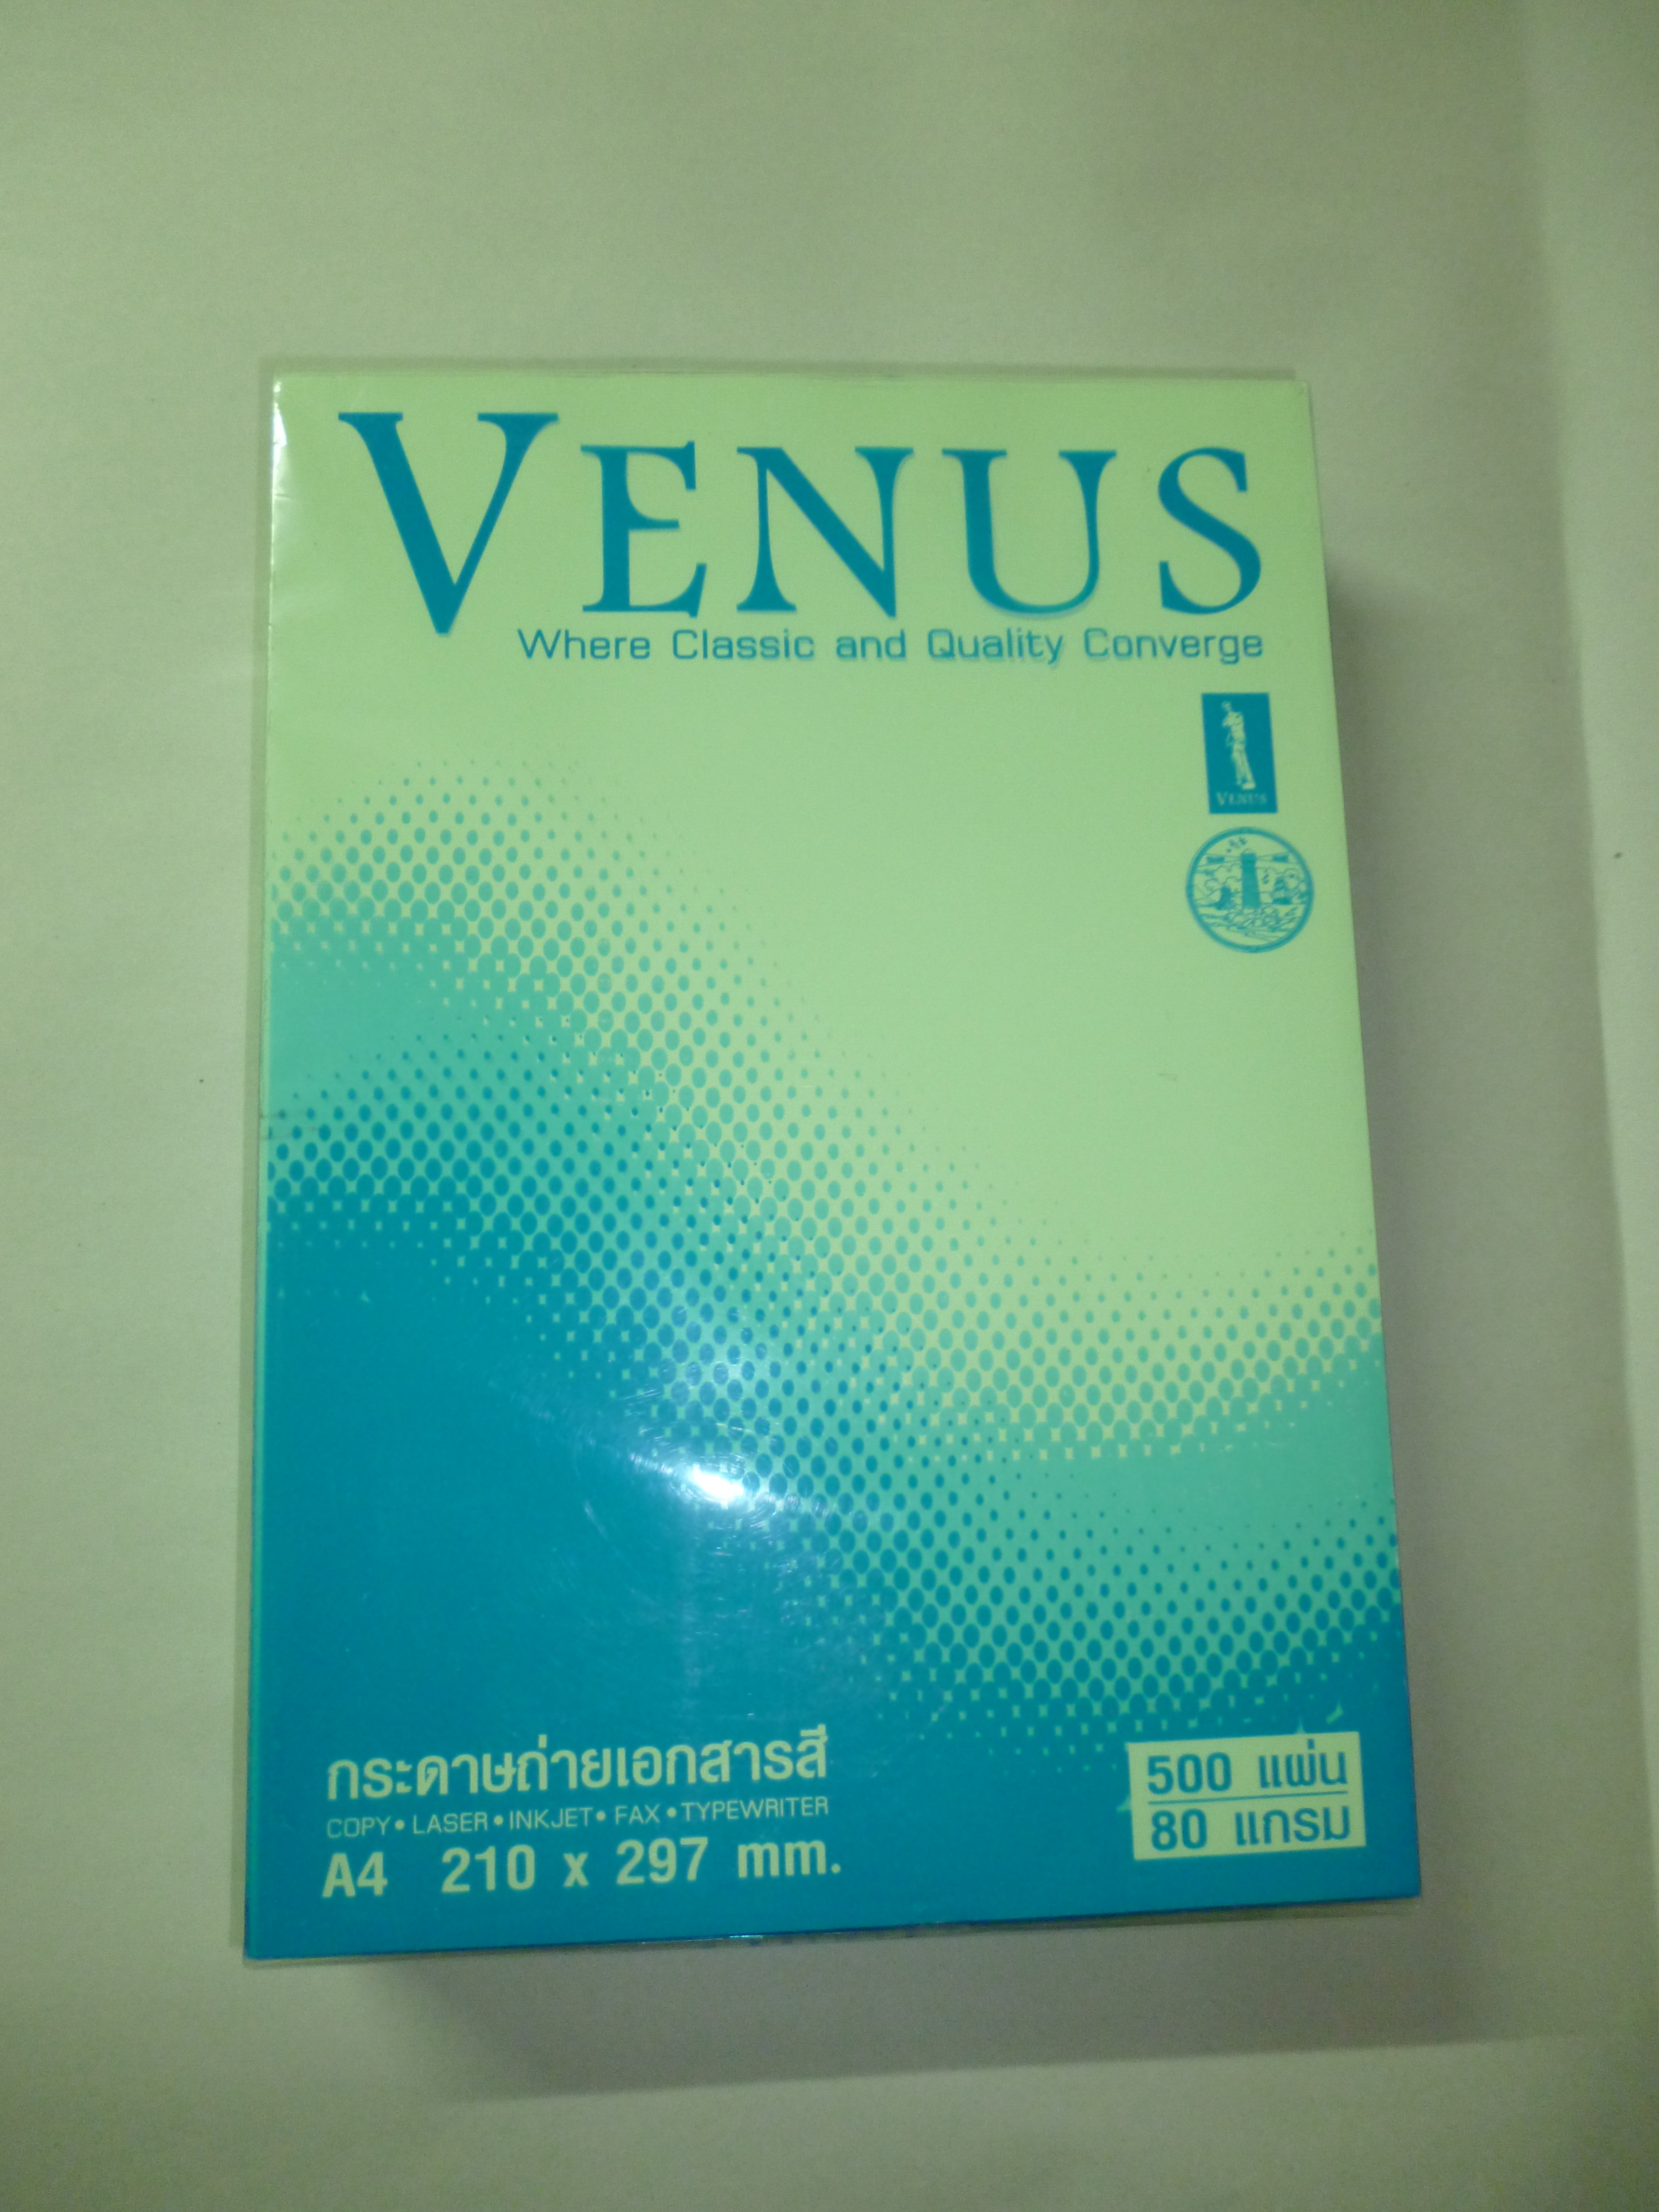 VENUS
Where Classic and Quality Converge
VENUS
กระดาษถ่ายเอกสารสี
COPY • LASER • INKJET • FAX • TYPEWRITER
A4 210 x 297 mm.
500 แผ่น
80 แกรม